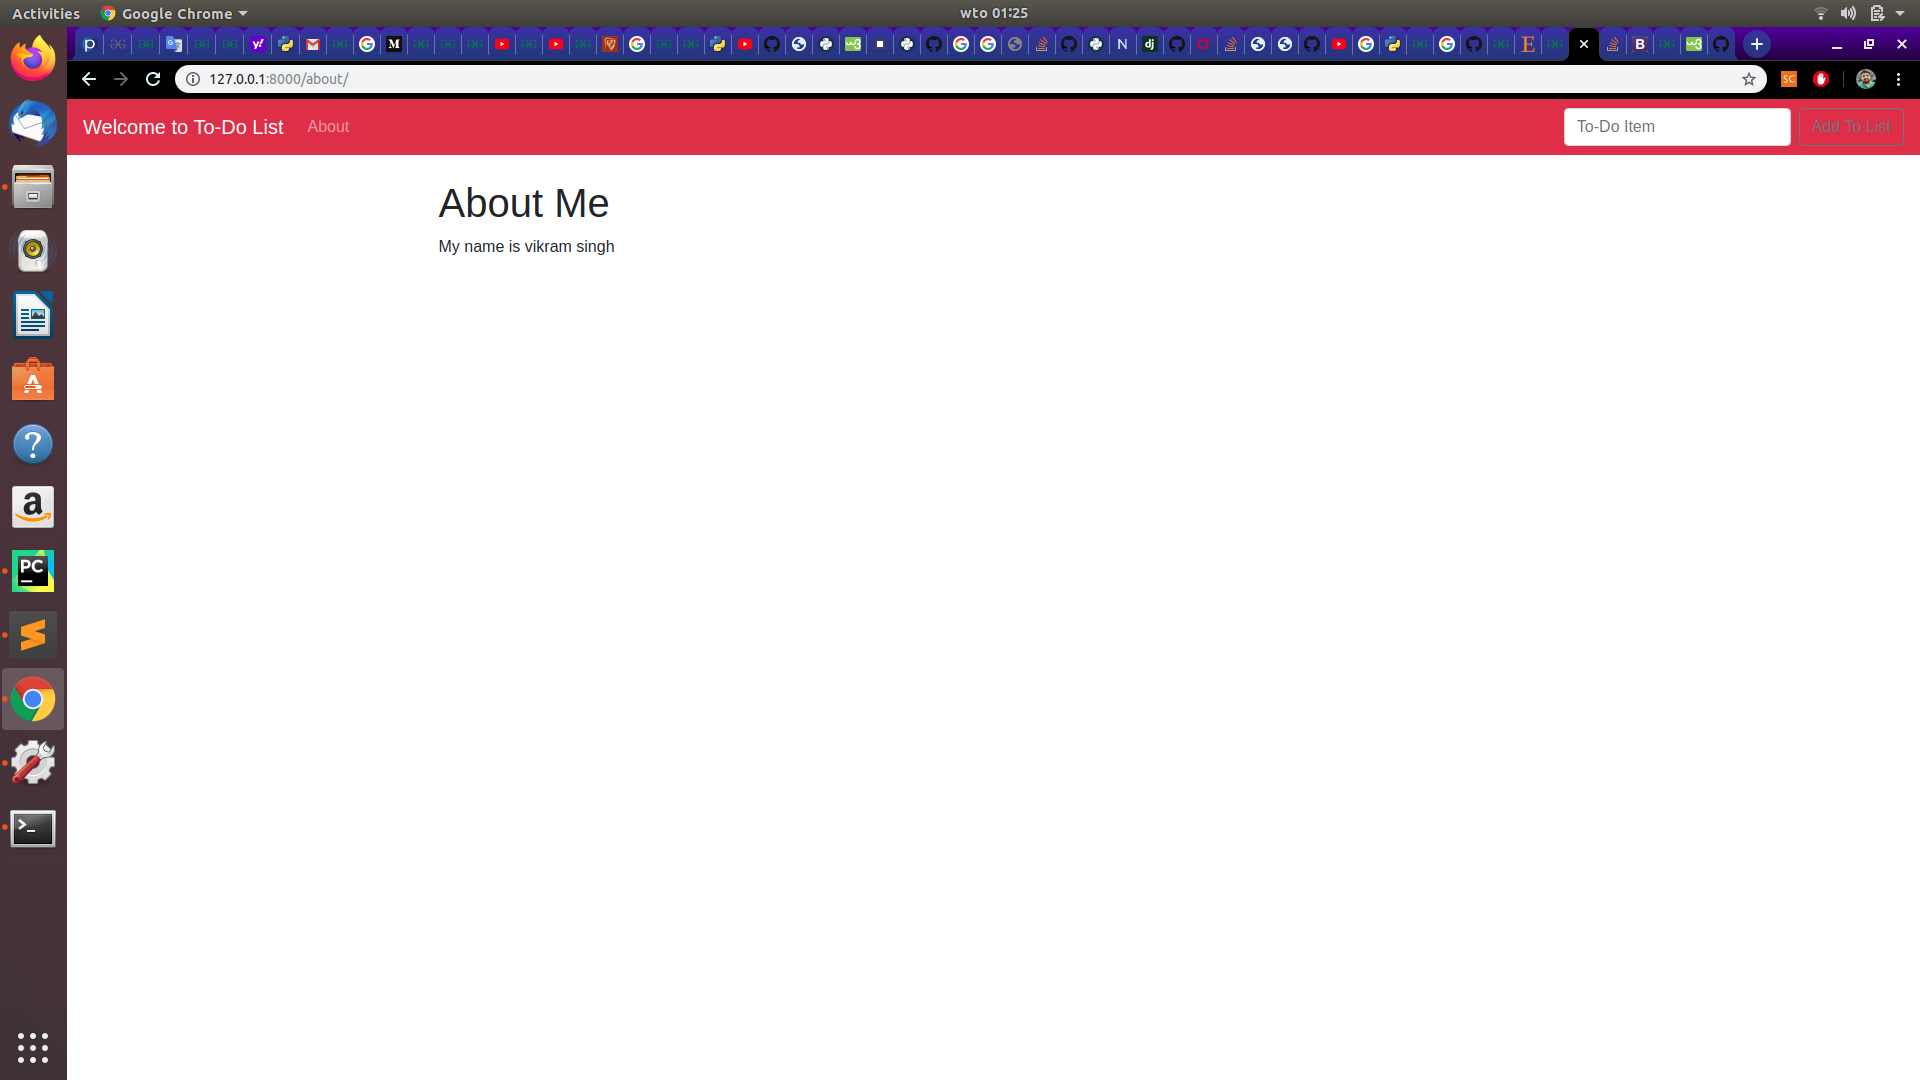 Activities
Google Chrome
wto 01:25
127.0.0.1:8000/about/
Welcome to To-Do List
About
To-Do Item
Add To List
About Me
My name is vikram singh